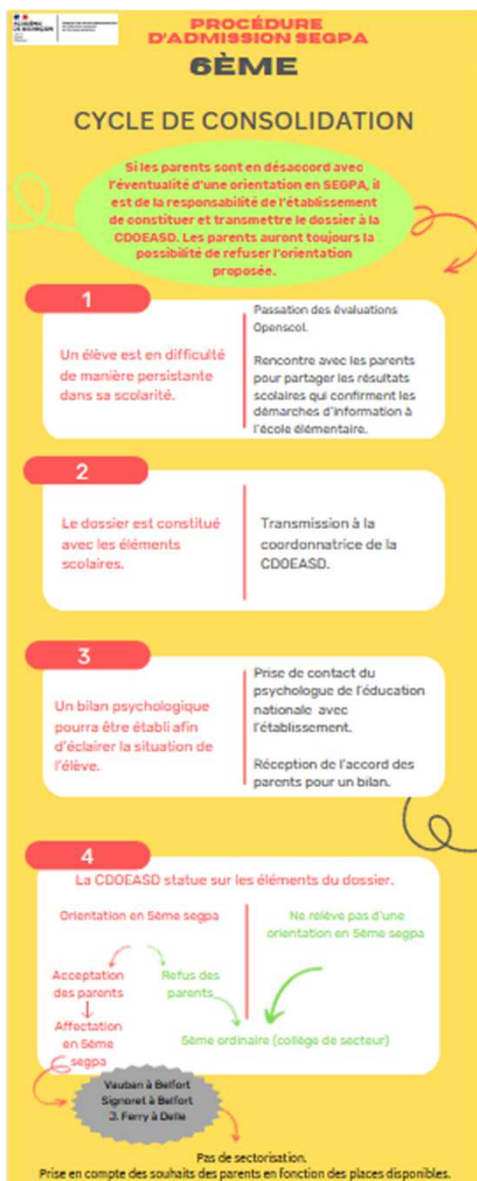 ACADÉMIE
DE BESANÇON
PROCÉDURE
D'ADMISSION SEGPA
6ÈME
CYCLE DE CONSOLIDATION
Si les parents sont en désaccord avec
l'éventualité d'une orientation en SEGPA, il
est de la responsabilité de l'établissement
de constituer et transmettre le dossier à la
CDOEASD. Les parents auront toujours la
possibilité de refuser l'orientation
proposée.
1
Un élève est en difficulté
de manière persistante
dans sa scolarité.
Passation des évaluations
Openscol.
Rencontre avec les parents
pour partager les résultats
scolaires qui confirment les
démarches d'information à
l'école élémentaire.
2
Le dossier est constitué
avec les éléments
scolaires.
Transmission à la
coordonnatrice de la
CDOEASD.
3
Un bilan psychologique
pourra être établi afin
d'éclairer la situation de
l'élève.
Prise de contact du
psychologue de l'éducation
nationale avec
l'établissement.
Réception de l'accord des
parents pour un bilan.
4
La CDOEASD statue sur les éléments du dossier.
Orientation en 5ème segpa
Acceptation
des parents
Refus des
parents
Affectation
en 5ème
segpa
Ne relève pas d'une
orientation en 5ème segpa
5ème ordinaire (collège de secteur)
Vauban à Belfort
Signoret à Belfort
J. Ferry à Delle
Pas de sectorisation.
Prise en compte des souhaits des parents en fonction des places disponibles.